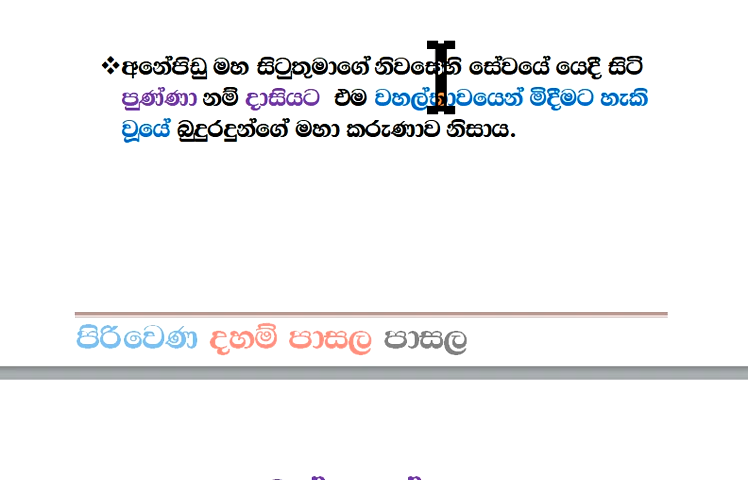 ❖අනේපිඬු මහ සිටුතුමාගේ නිවසෙහි සේවයේ යෙදී සිටි
පුණ්ණා නම් දාසියට එම වහල්භාවයෙන් මිදීමට හැකි
වූයේ බුදුරදුන්ගේ මහා කරුණාව නිසාය.
පිරිවෙණ දහම් පාසල පාසල